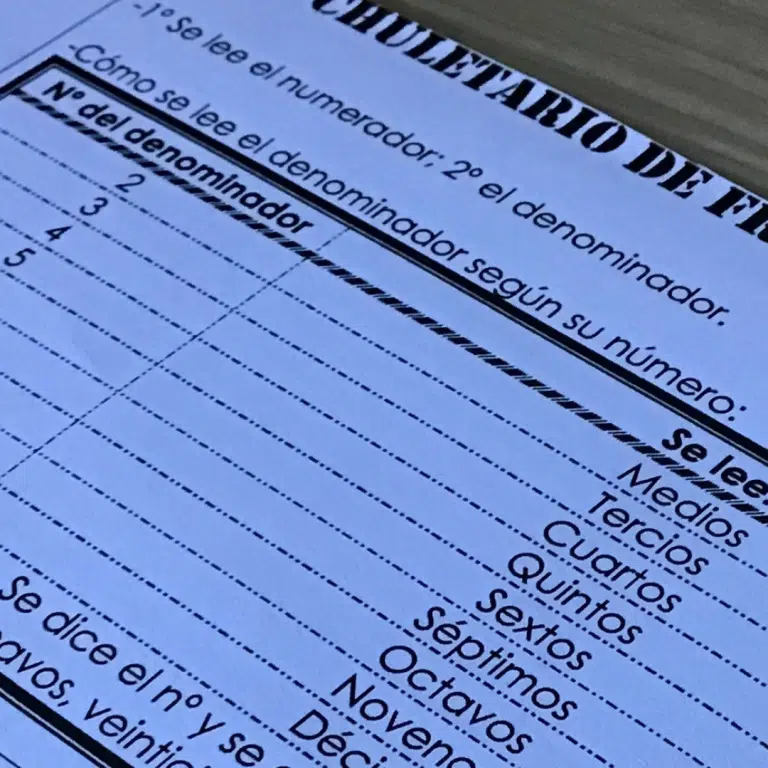 CHULETARIO DE FR
-1º Se lee el numerador; 2º el denominador.
-Cómo se lee el denominador según su número:
Nº del denominador Se lee
2 Medios
3 Tercios
4 Cuartos
5 Quintos
Sextos
Séptimos
Octavos
Noveno
Déci
Se dice el nº y se
avos, veinti